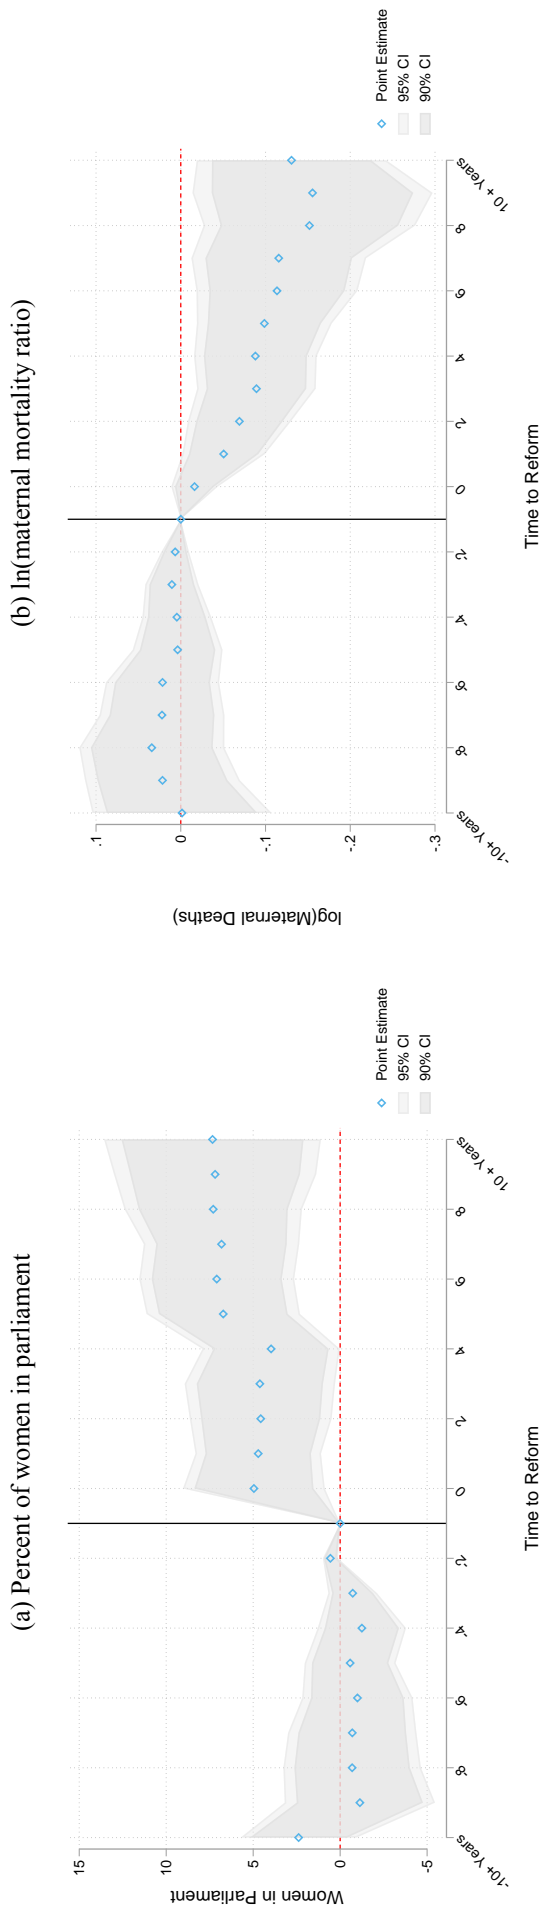 (a) Percent of women in parliament
Women in Parliament
15
10
5
0
-5
-10+ Years
-8
-6
-4
-2
0
2
4
6
8
10 + Years
Time to Reform
Point Estimate
95% CI
90% CI
(b) ln(maternal mortality ratio)
log(Maternal Deaths)
.1
0
-.1
-.2
-.3
-10+ Years
-8
-6
-4
-2
0
2
4
6
8
10 + Years
Time to Reform
Point Estimate
95% CI
90% CI